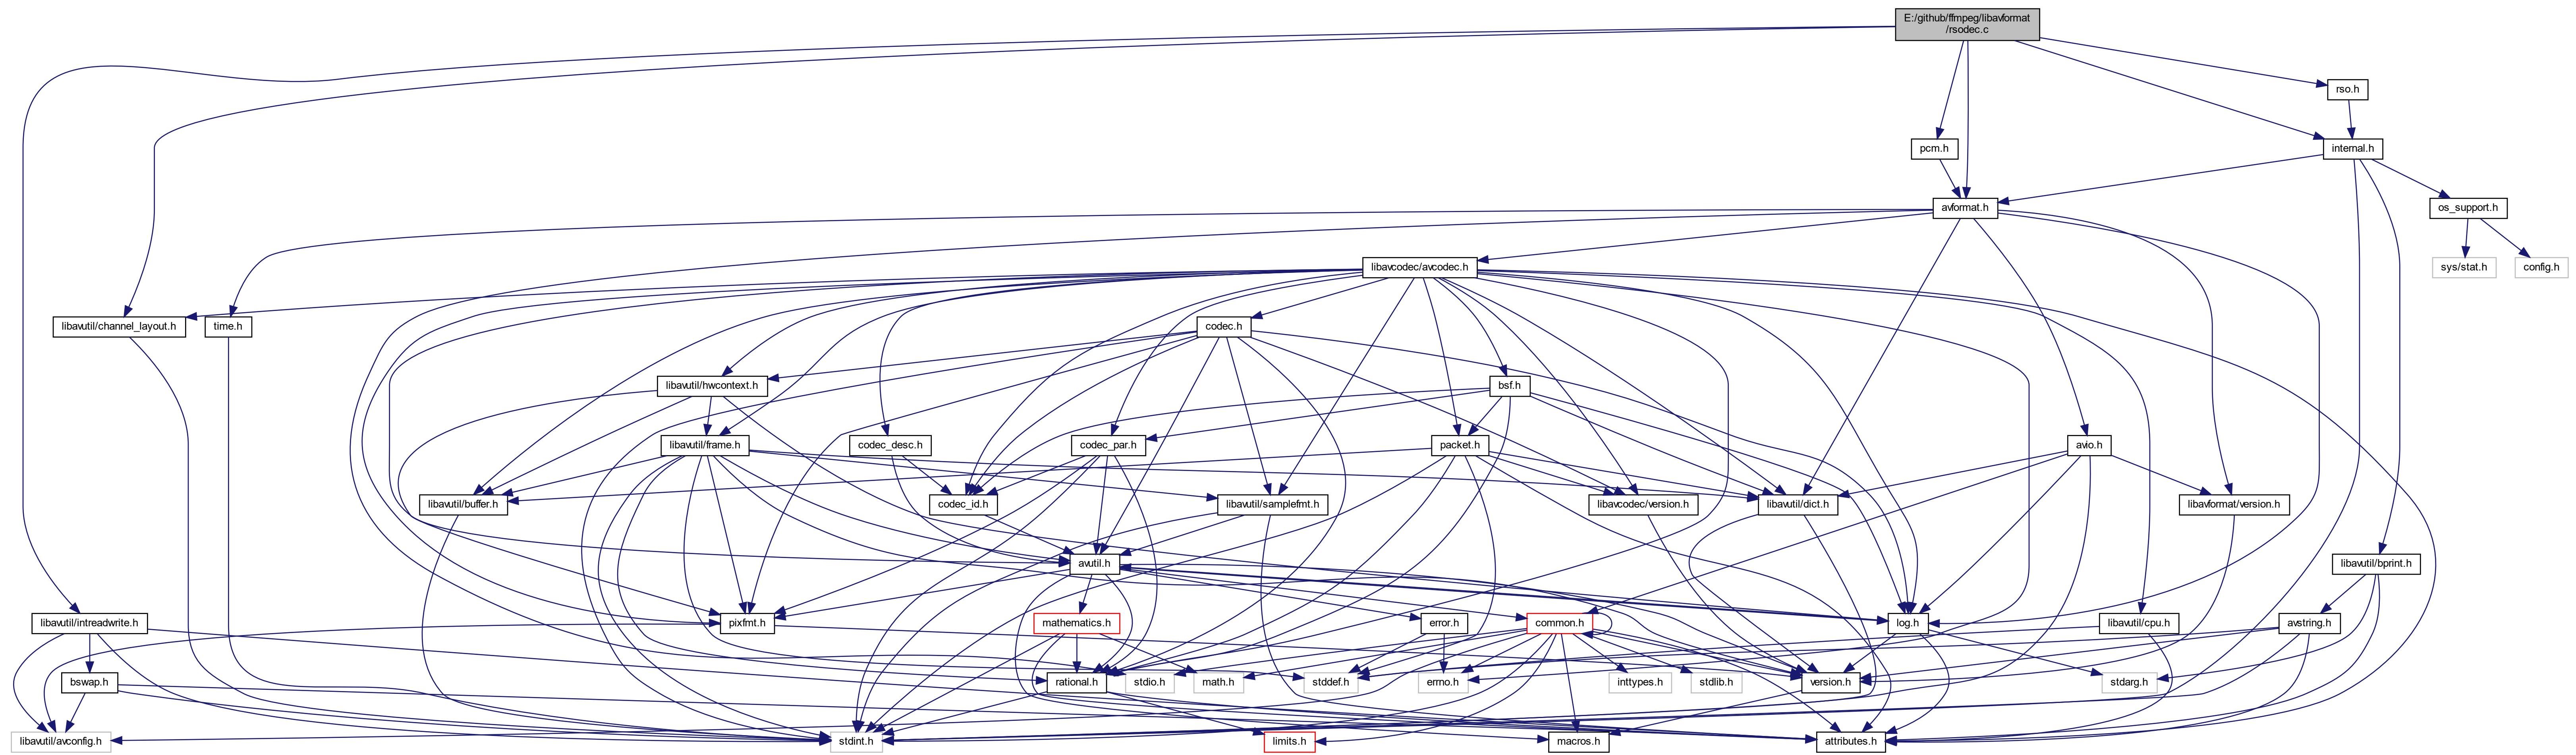 E:/github/ffmpeg/libavformat
/rsodec.c
rso.h
pcm.h
internal.h
avformat.h
os_support.h
libavcodec/avcodec.h
sys/stat.h
config.h
libavutil/channel_layout.h
time.h
codec.h
libavutil/hwcontext.h
bsf.h
libavutil/frame.h
codec_desc.h
codec_par.h
packet.h
avio.h
libavutil/buffer.h
codec_id.h
libavutil/samplefmt.h
libavcodec/version.h
libavutil/dict.h
libavformat/version.h
avutil.h
libavutil/bprint.h
libavutil/intreadwrite.h
pixfmt.h
mathematics.h
error.h
common.h
log.h
libavutil/cpu.h
avstring.h
bswap.h
rational.h
stdio.h
math.h
stddef.h
errno.h
inttypes.h
stdlib.h
version.h
stdarg.h
libavutil/avconfig.h
stdint.h
limits.h
macros.h
attributes.h